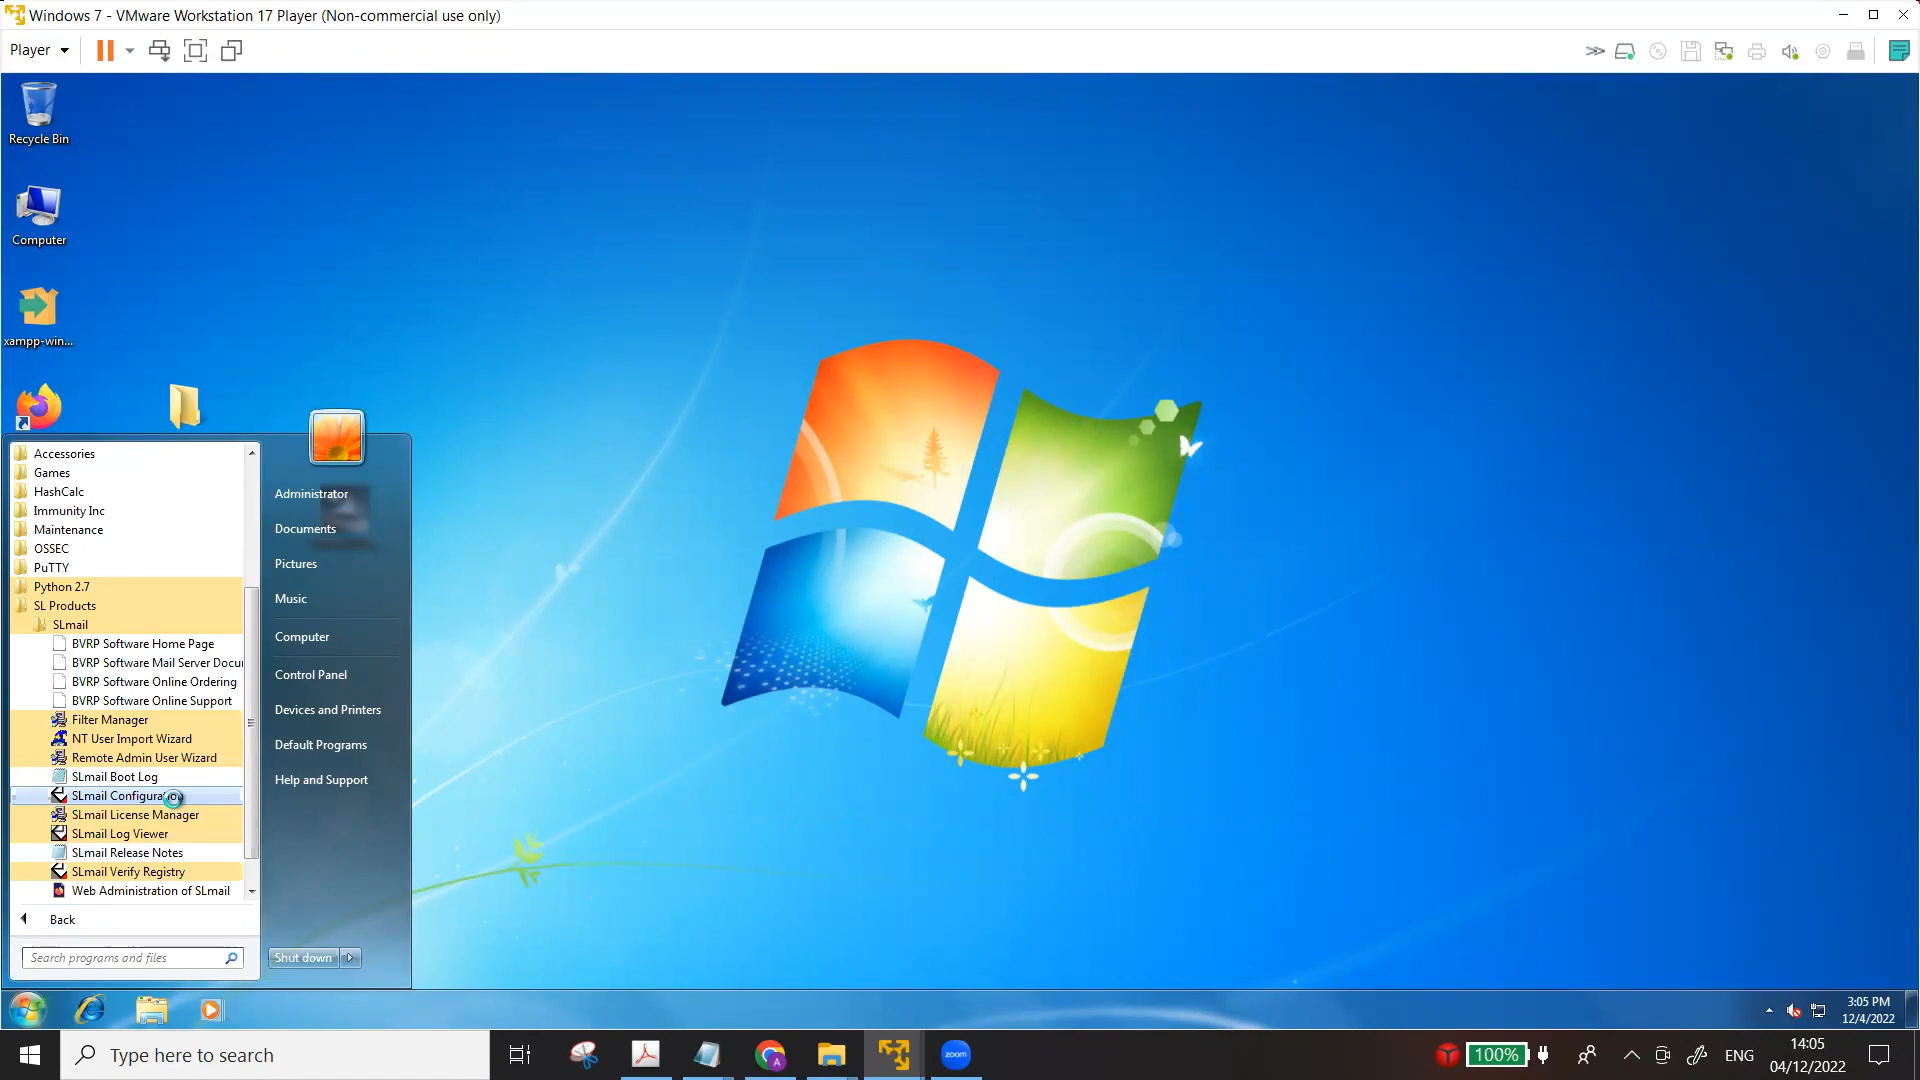 Windows 7 - VMware Workstation 17 Player (Non-commercial use only)
Player
Recycle Bin
Computer
xampp-win...
Accessories
Games
HashCalc
Immunity Inc
Maintenance
OSSEC
PuTTY
Python 2.7
SL Products
SLmail
BVRP Software Home Page
BVRP Software Mail Server Docu
BVRP Software Online Ordering
BVRP Software Online Support
Filter Manager
NT User Import Wizard
Remote Admin User Wizard
SLmail Boot Log
SLmail Configuration
SLmail License Manager
SLmail Log Viewer
SLmail Release Notes
SLmail Verify Registry
Web Administration of SLmail
Back
Search programs and files
Administrator
Documents
Pictures
Music
Computer
Control Panel
Devices and Printers
Default Programs
Help and Support
Shut down
3:05 PM
12/4/2022
Type here to search
zoom
A
100%
ENG
14:05
04/12/2022